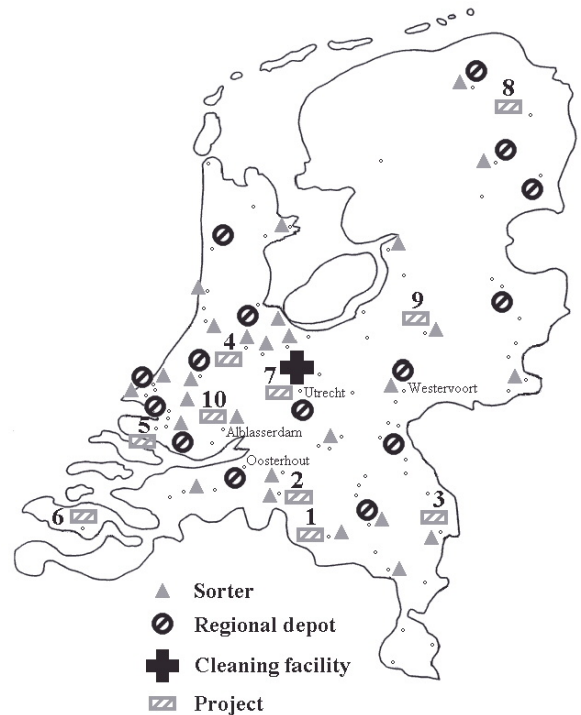 8
9
4
7
Utrecht
Westervoort
10
Alblasserdam
5
Oosterhout
2
6
3
1
Sorter
Regional depot
Cleaning facility
Project